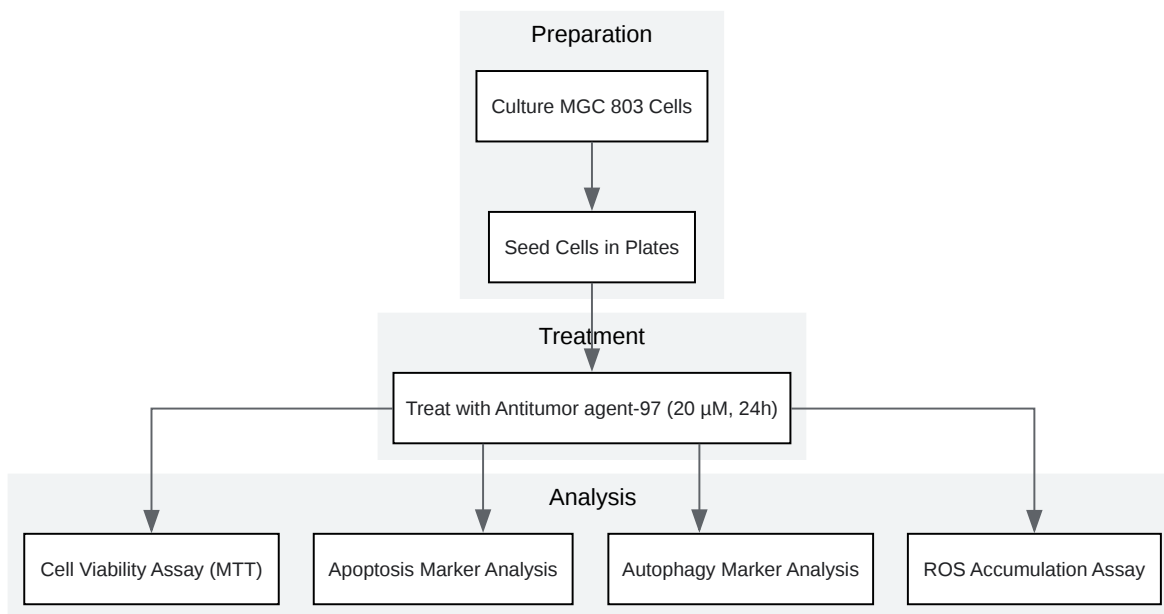 Preparation
Culture MGC 803 Cells
Seed Cells in Plates
Treatment
Treat with Antitumor agent-97 (20 µM, 24h)
Analysis
Cell Viability Assay (MTT)
Apoptosis Marker Analysis
Autophagy Marker Analysis
ROS Accumulation Assay